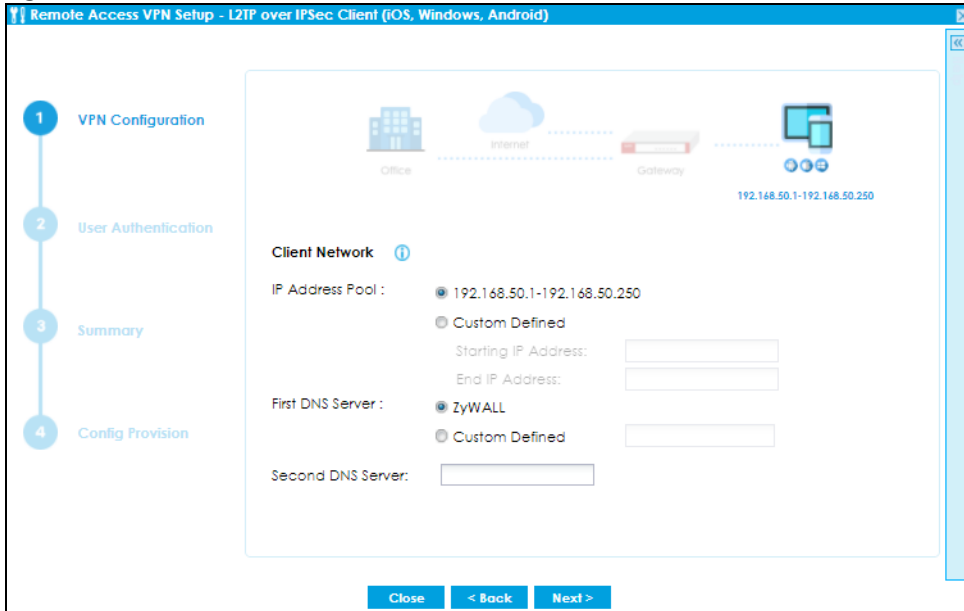 Remote Access VPN Setup - L2TP over IPSec Client (iOS, Windows, Android)
1 VPN Configuration
2 User Authentication
3 Summary
4 Config Provision
Internet
Office
Gateway
192.168.50.1-192.168.50.250
Client Network
IP Address Pool :
192.168.50.1-192.168.50.250
Custom Defined
Starting IP Address:
End IP Address:
First DNS Server :
ZyWALL
Custom Defined
Second DNS Server:
Close
< Back
Next >